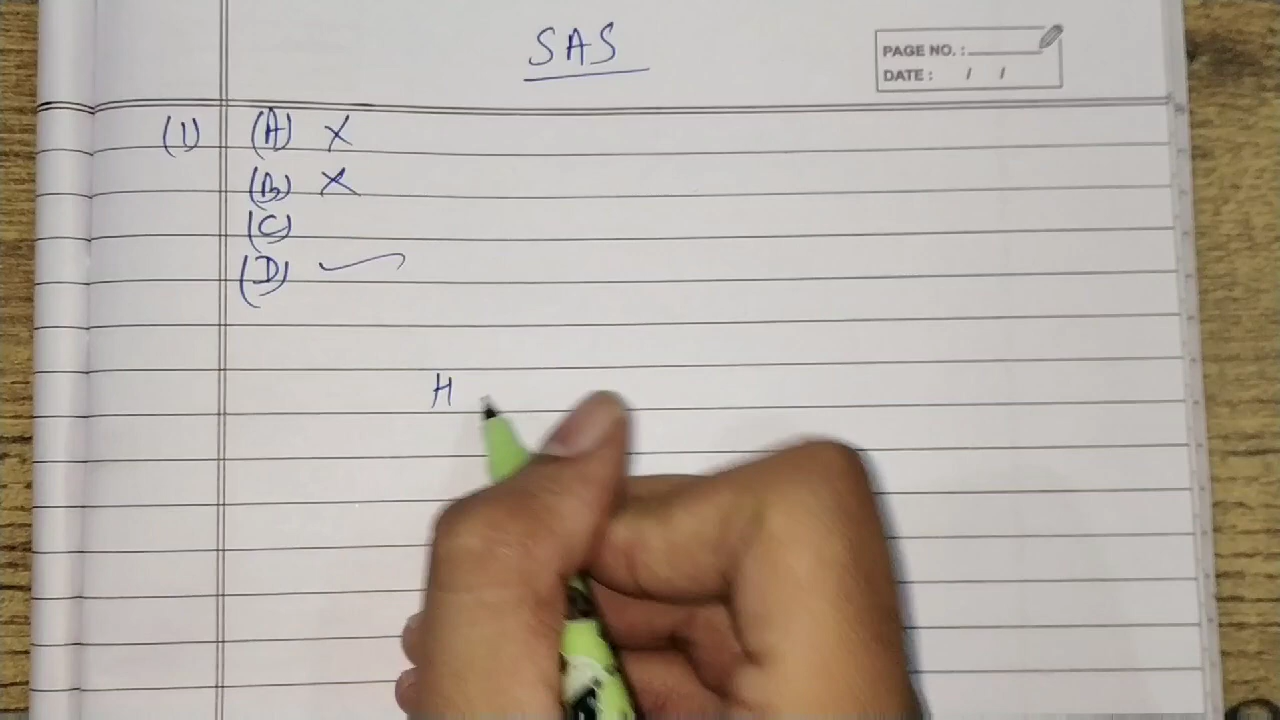 SAS
PAGE NO. :
DATE : / /
(1) (A) X
(B) X
(C)
(D) ✓
H